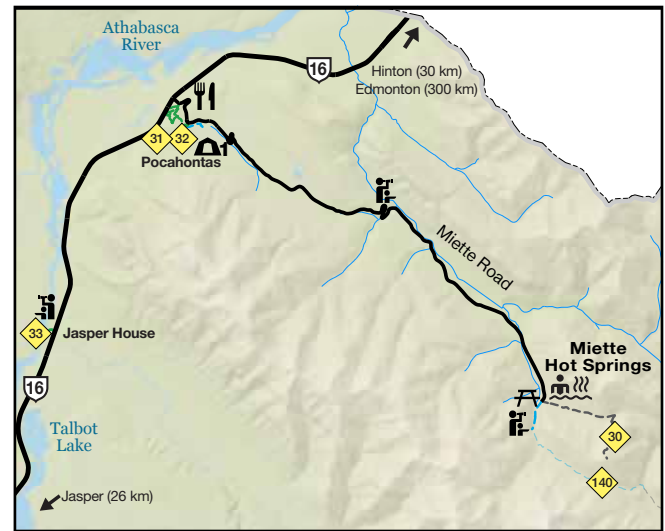 Athabasca
River
16
Hinton (30 km)
Edmonton (300 km)
31
32
1
Pocahontas
Miette Road
33
Jasper House
Miette
Hot Springs
16
Talbot
Lake
30
140
Jasper (26 km)